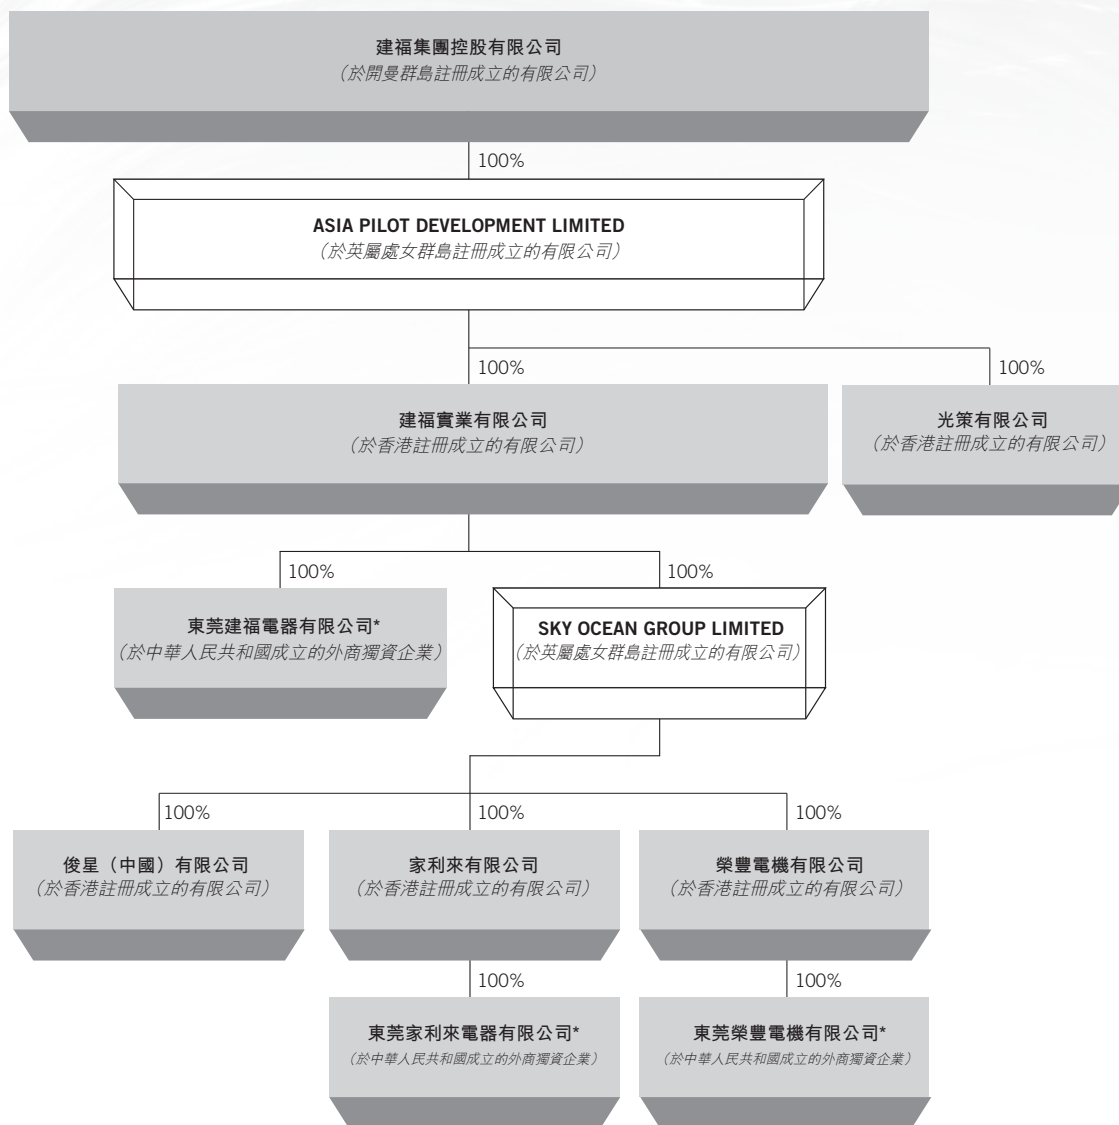 建福集團控股有限公司
（於開曼群島註冊成立的有限公司）
100%
ASIA PILOT DEVELOPMENT LIMITED
（於英屬處女群島註冊成立的有限公司）
100%
100%
建福實業有限公司
（於香港註冊成立的有限公司）
光策有限公司
（於香港註冊成立的有限公司）
100%
100%
東莞建福電器有限公司*
（於中華人民共和國成立的外商獨資企業）
SKY OCEAN GROUP LIMITED
（於英屬處女群島註冊成立的有限公司）
100%
100%
100%
俊星（中國）有限公司
（於香港註冊成立的有限公司）
家利來有限公司
（於香港註冊成立的有限公司）
榮豐電機有限公司
（於香港註冊成立的有限公司）
100%
100%
東莞家利來電器有限公司*
（於中華人民共和國成立的外商獨資企業）
東莞榮豐電機有限公司*
（於中華人民共和國成立的外商獨資企業）